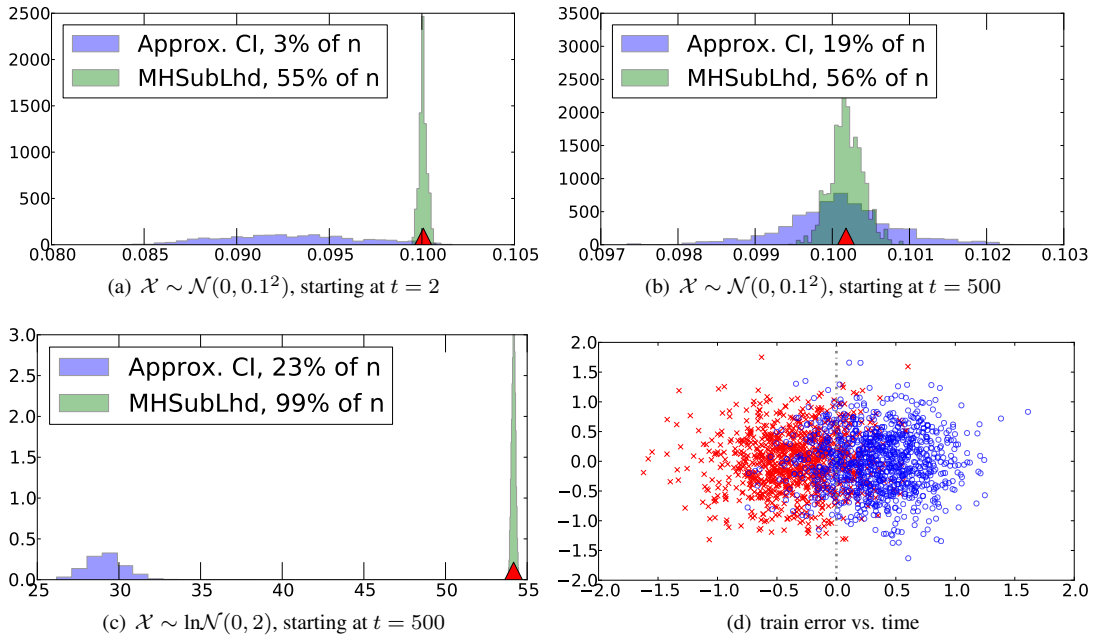 2500
2000
1500
1000
500
0
0.080 0.085 0.090 0.095 0.100 0.105
Approx. CI, 3% of n
MHSubLhd, 55% of n
(a) 𝒳 ∼ 𝒩(0, 0.1²), starting at t = 2
3500
3000
2500
2000
1500
1000
500
0
0.097 0.098 0.099 0.100 0.101 0.102 0.103
Approx. CI, 19% of n
MHSubLhd, 56% of n
(b) 𝒳 ∼ 𝒩(0, 0.1²), starting at t = 500
3.0
2.5
2.0
1.5
1.0
0.5
0.0
25 30 35 40 45 50 55
Approx. CI, 23% of n
MHSubLhd, 99% of n
(c) 𝒳 ∼ ln𝒩(0, 2), starting at t = 500
2.0
1.5
1.0
0.5
0.0
−0.5
−1.0
−1.5
−2.0
−2.0 −1.5 −1.0 −0.5 0.0 0.5 1.0 1.5 2.0
(d) train error vs. time